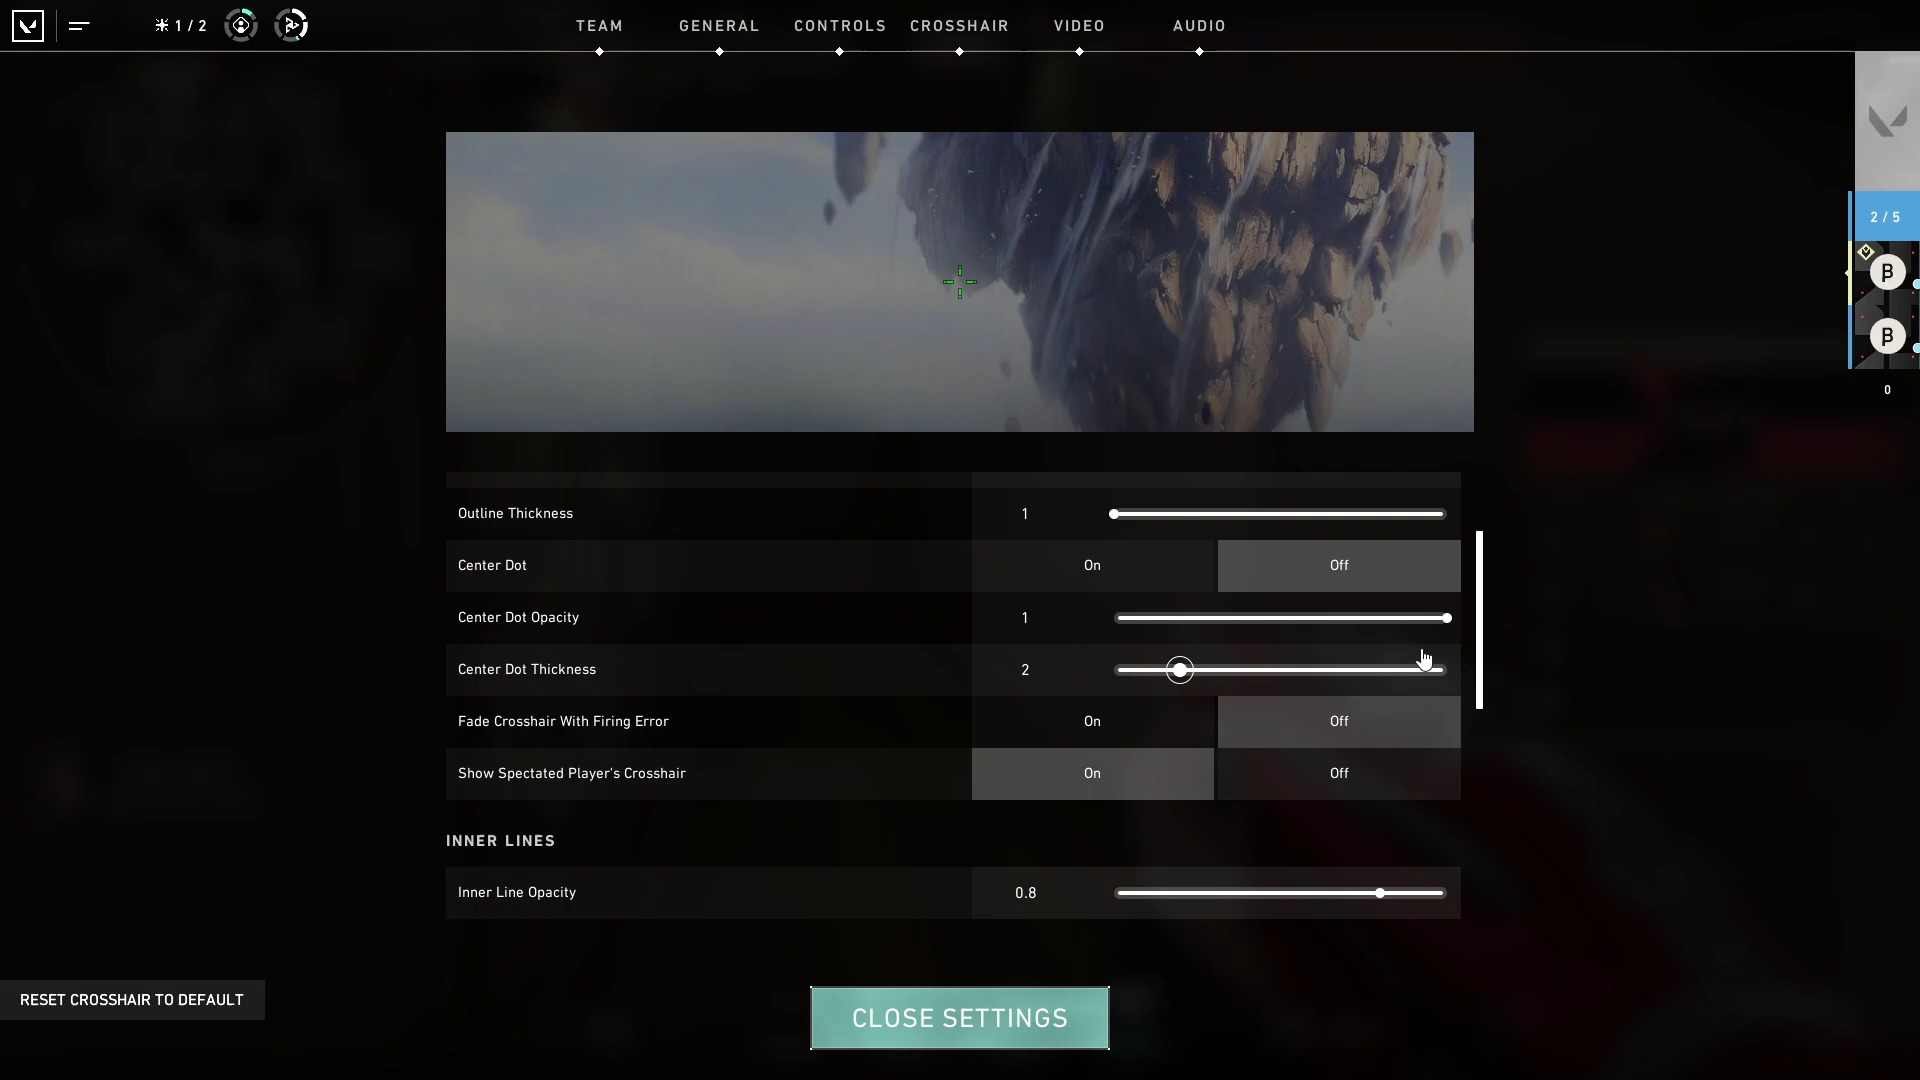 1 / 2
TEAM
GENERAL
CONTROLS
CROSSHAIR
VIDEO
AUDIO
2 / 5
β
β
0
Outline Thickness 1
Center Dot On Off
Center Dot Opacity 1
Center Dot Thickness 2
Fade Crosshair With Firing Error On Off
Show Spectated Player's Crosshair On Off
INNER LINES
Inner Line Opacity 0.8
RESET CROSSHAIR TO DEFAULT
CLOSE SETTINGS